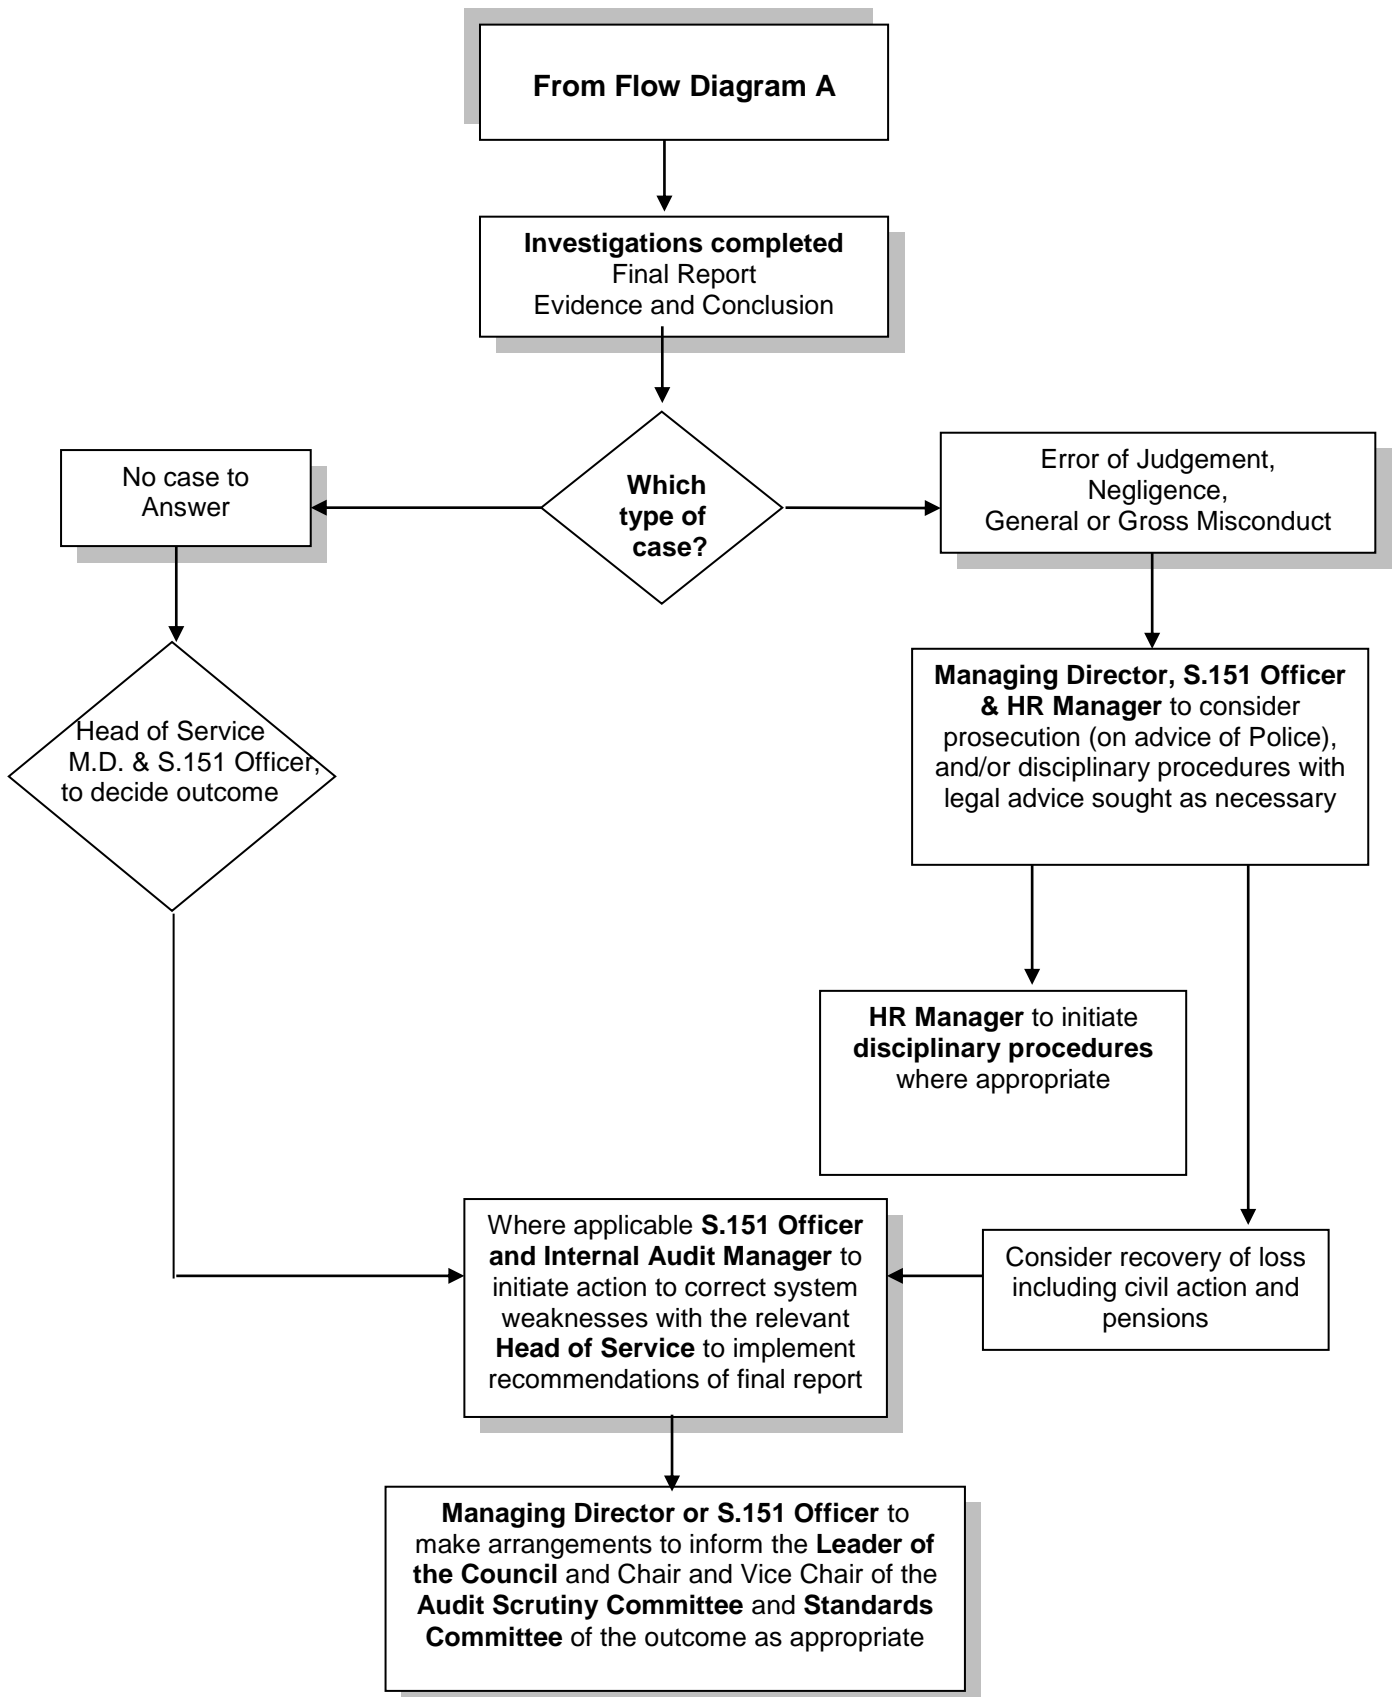 From Flow Diagram A
Investigations completed
Final Report
Evidence and Conclusion
Which
type of
case?
No case to
Answer
Error of Judgement,
Negligence,
General or Gross Misconduct
Head of Service
M.D. & S.151 Officer,
to decide outcome
Managing Director, S.151 Officer
& HR Manager to consider
prosecution (on advice of Police),
and/or disciplinary procedures with
legal advice sought as necessary
HR Manager to initiate
disciplinary procedures
where appropriate
Where applicable S.151 Officer
and Internal Audit Manager to
initiate action to correct system
weaknesses with the relevant
Head of Service to implement
recommendations of final report
Consider recovery of loss
including civil action and
pensions
Managing Director or S.151 Officer to
make arrangements to inform the Leader of
the Council and Chair and Vice Chair of the
Audit Scrutiny Committee and Standards
Committee of the outcome as appropriate